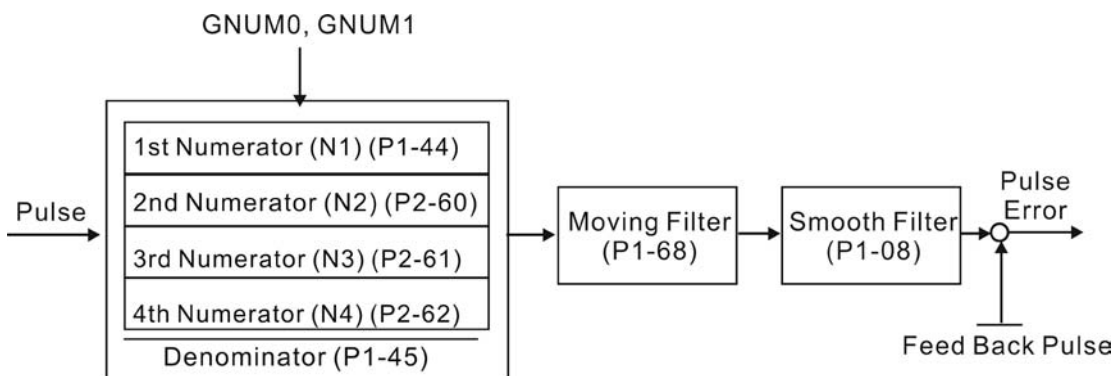 GNUM0, GNUM1
Pulse
1st Numerator (N1) (P1-44)
2nd Numerator (N2) (P2-60)
3rd Numerator (N3) (P2-61)
4th Numerator (N4) (P2-62)
Denominator (P1-45)
Moving Filter
(P1-68)
Smooth Filter
(P1-08)
Pulse
Error
Feed Back Pulse